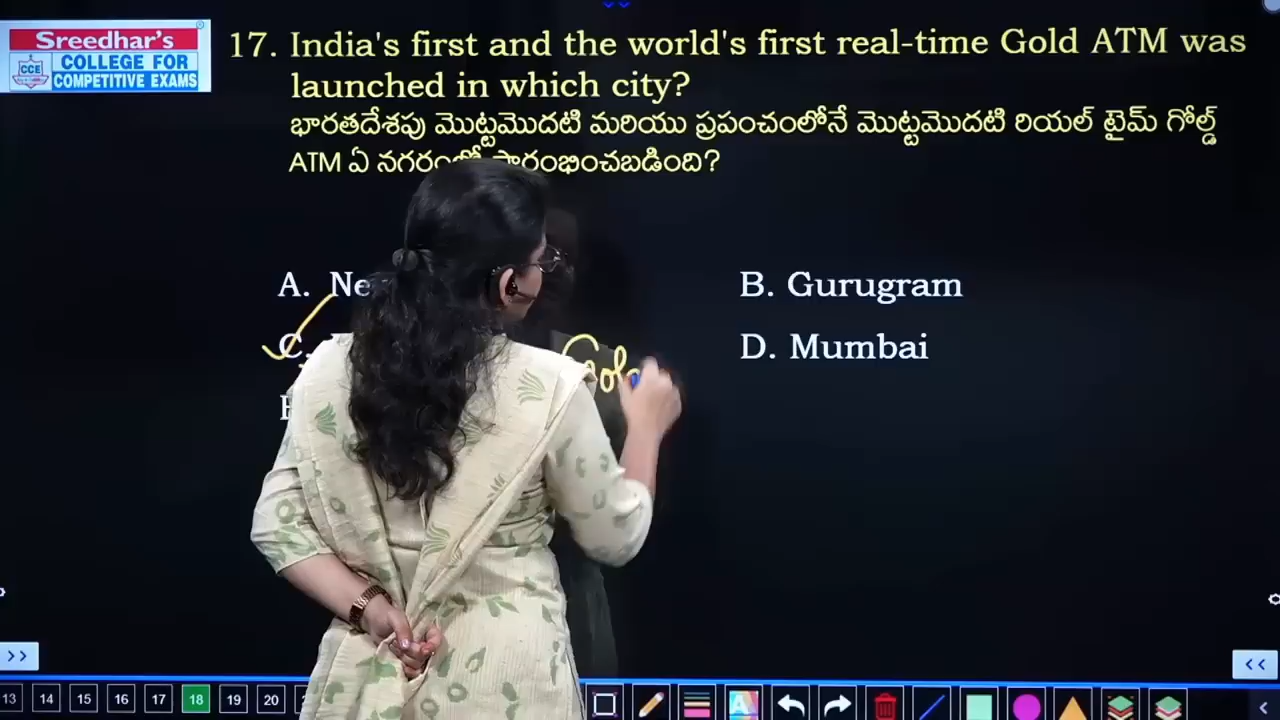 Sreedhar's
CCE
COLLEGE FOR
COMPETITIVE EXAMS
17. India's first and the world's first real-time Gold ATM was
launched in which city?
భారతదేశపు మొట్టమొదటి మరియు ప్రపంచంలోనే మొట్టమొదటి రియల్ టైమ్ గోల్డ్
ATM ఏ నగరంలో ప్రారంభించబడింది?
A.
B. Gurugram
C.
D. Mumbai
>>
<<
13 14 15 16 17 18 19 20